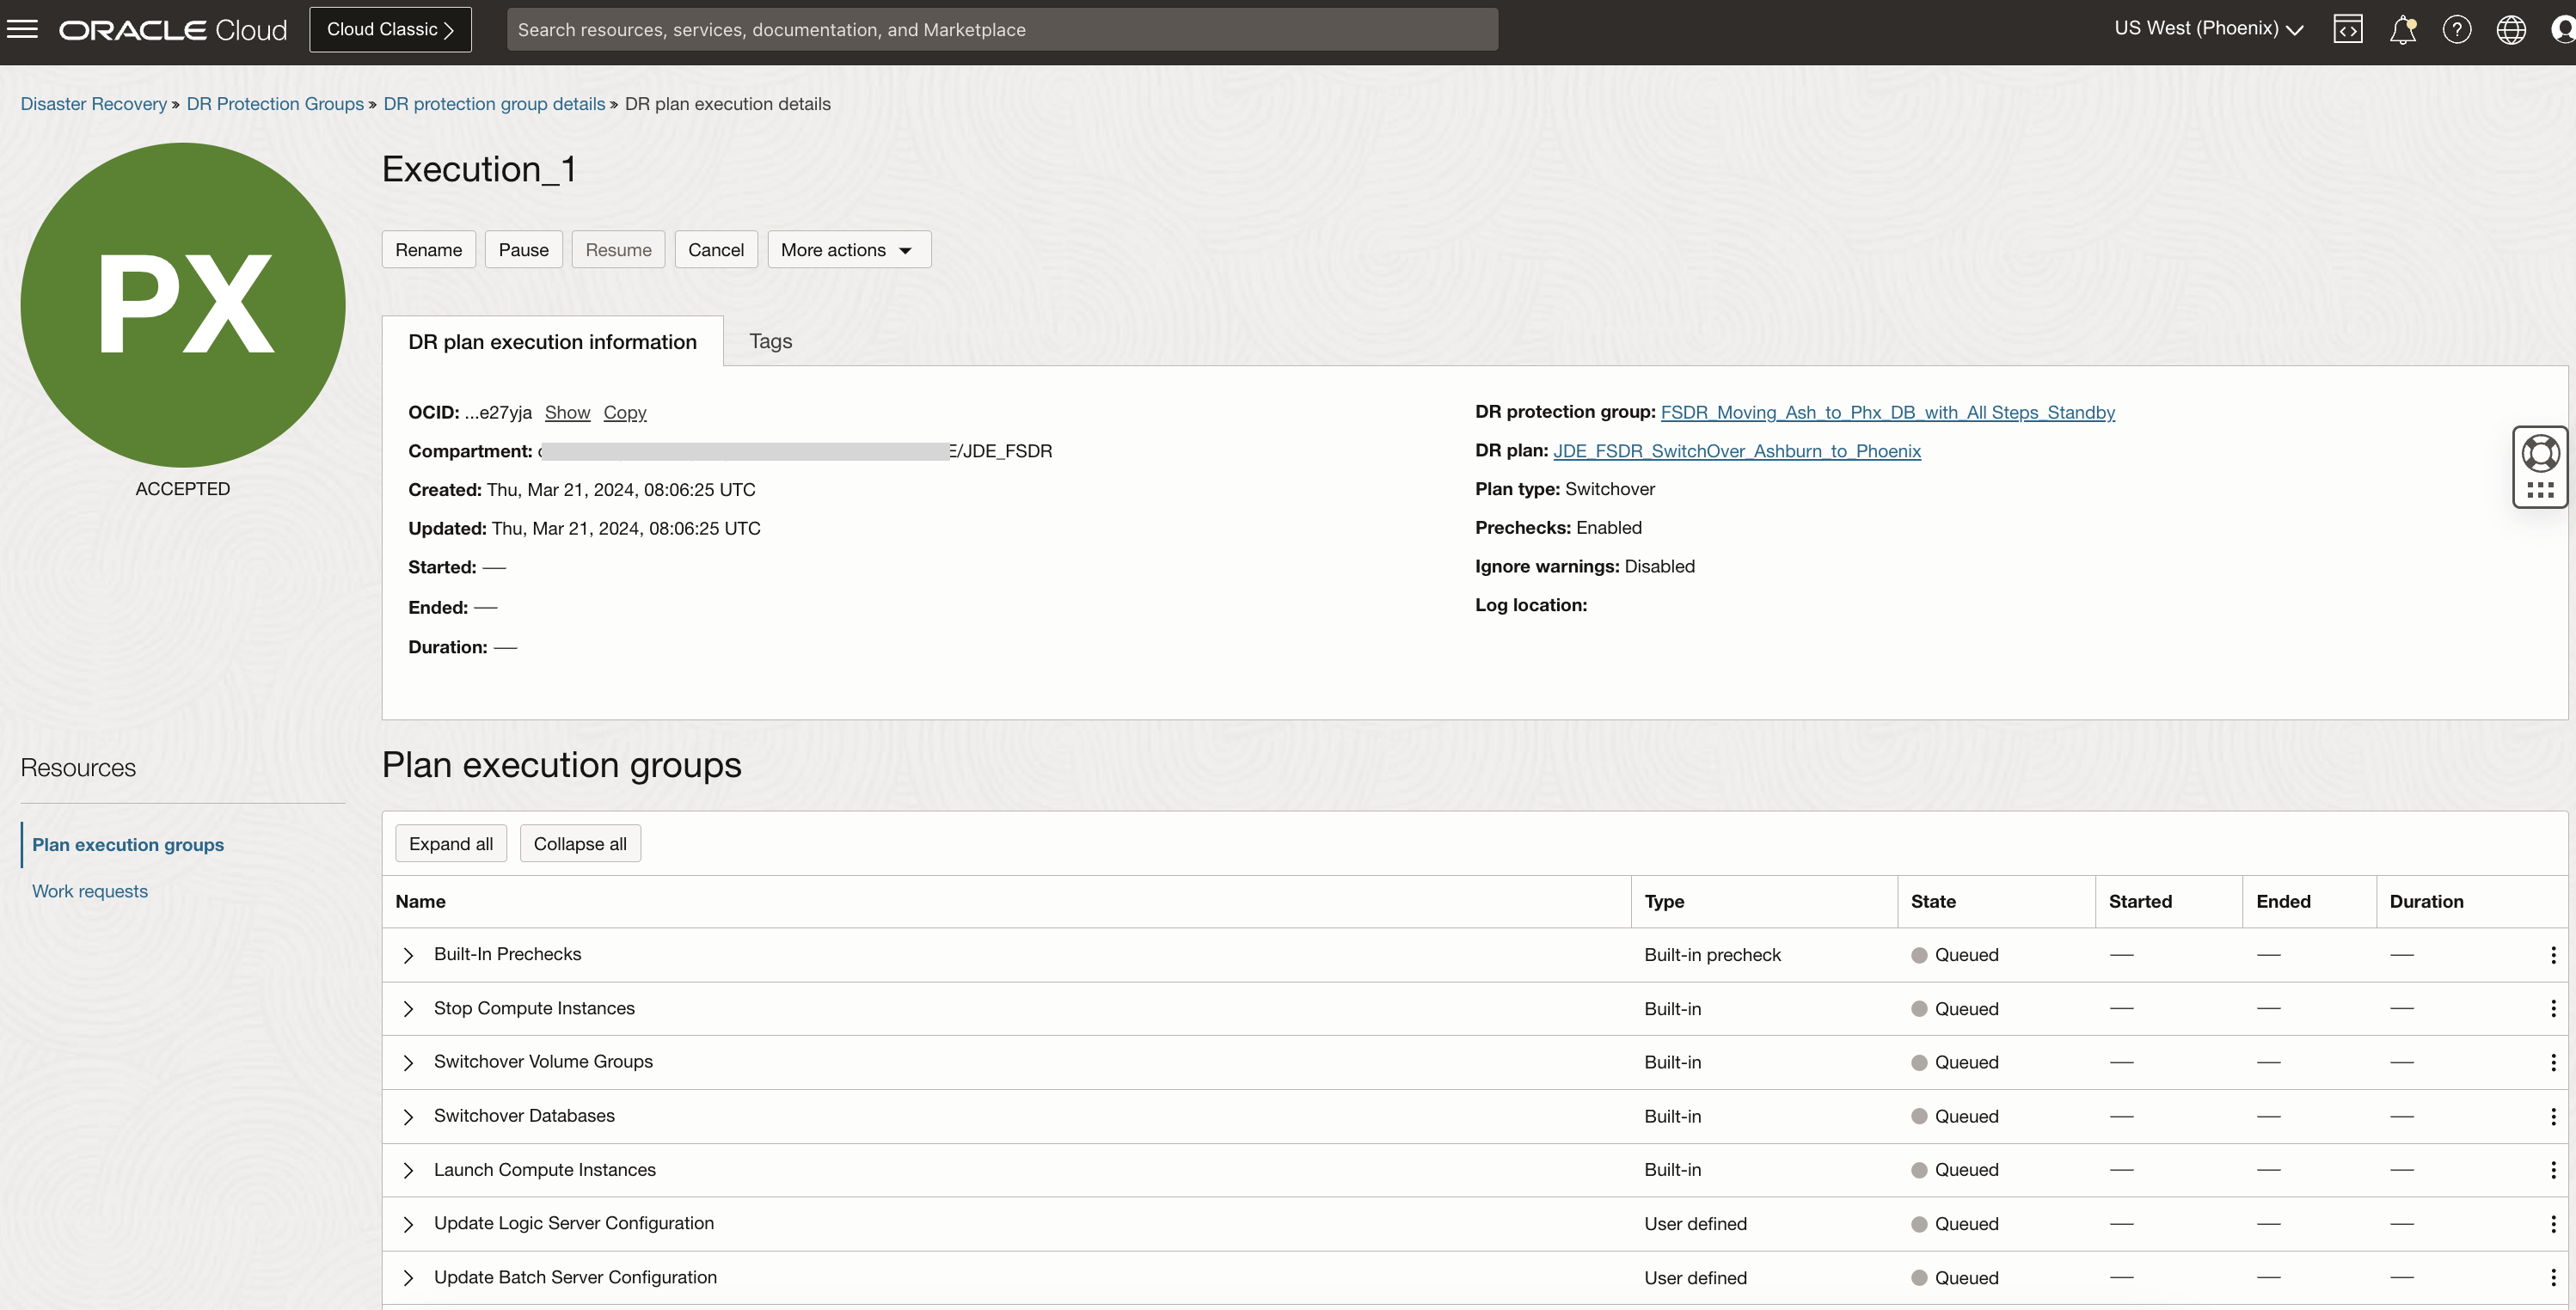 ORACLE Cloud
Cloud Classic
Search resources, services, documentation, and Marketplace
US West (Phoenix)
Disaster Recovery » DR Protection Groups » DR protection group details » DR plan execution details
PX
ACCEPTED
Execution_1
Rename Pause Resume Cancel More actions
DR plan execution information Tags
OCID: ...e27yja Show Copy
Compartment: E/JDE_FSDR
Created: Thu, Mar 21, 2024, 08:06:25 UTC
Updated: Thu, Mar 21, 2024, 08:06:25 UTC
Started: —
Ended: —
Duration: —
DR protection group: FSDR_Moving_Ash_to_Phx_DB_with_All Steps_Standby
DR plan: JDE_FSDR_SwitchOver_Ashburn_to_Phoenix
Plan type: Switchover
Prechecks: Enabled
Ignore warnings: Disabled
Log location:
Resources
Plan execution groups
Work requests
Plan execution groups
Expand all Collapse all
Name Type State Started Ended Duration
Built-In Prechecks Built-in precheck Queued — — —
Stop Compute Instances Built-in Queued — — —
Switchover Volume Groups Built-in Queued — — —
Switchover Databases Built-in Queued — — —
Launch Compute Instances Built-in Queued — — —
Update Logic Server Configuration User defined Queued — — —
Update Batch Server Configuration User defined Queued — — —